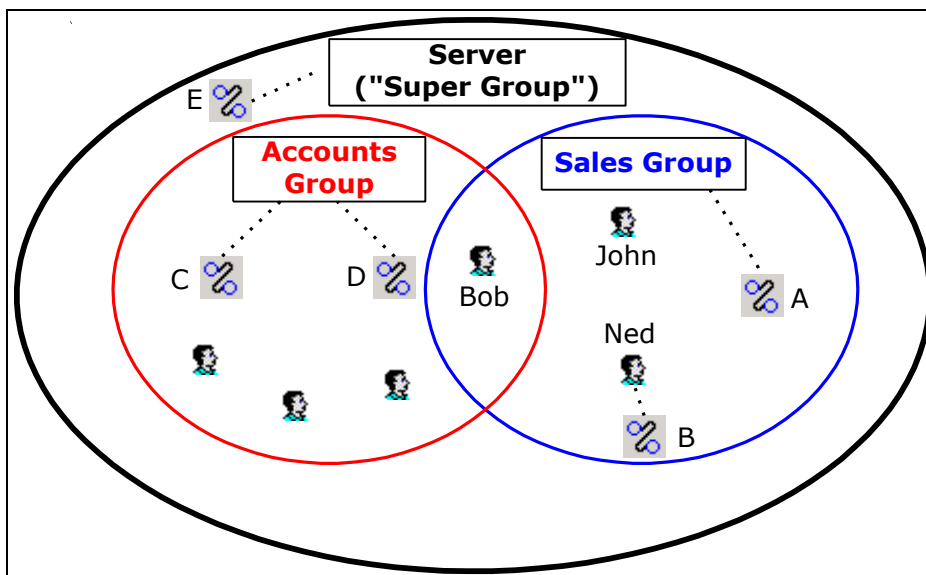 Server
("Super Group")
E
Accounts
Group
Sales Group
John
C
D
Bob
A
Ned
B